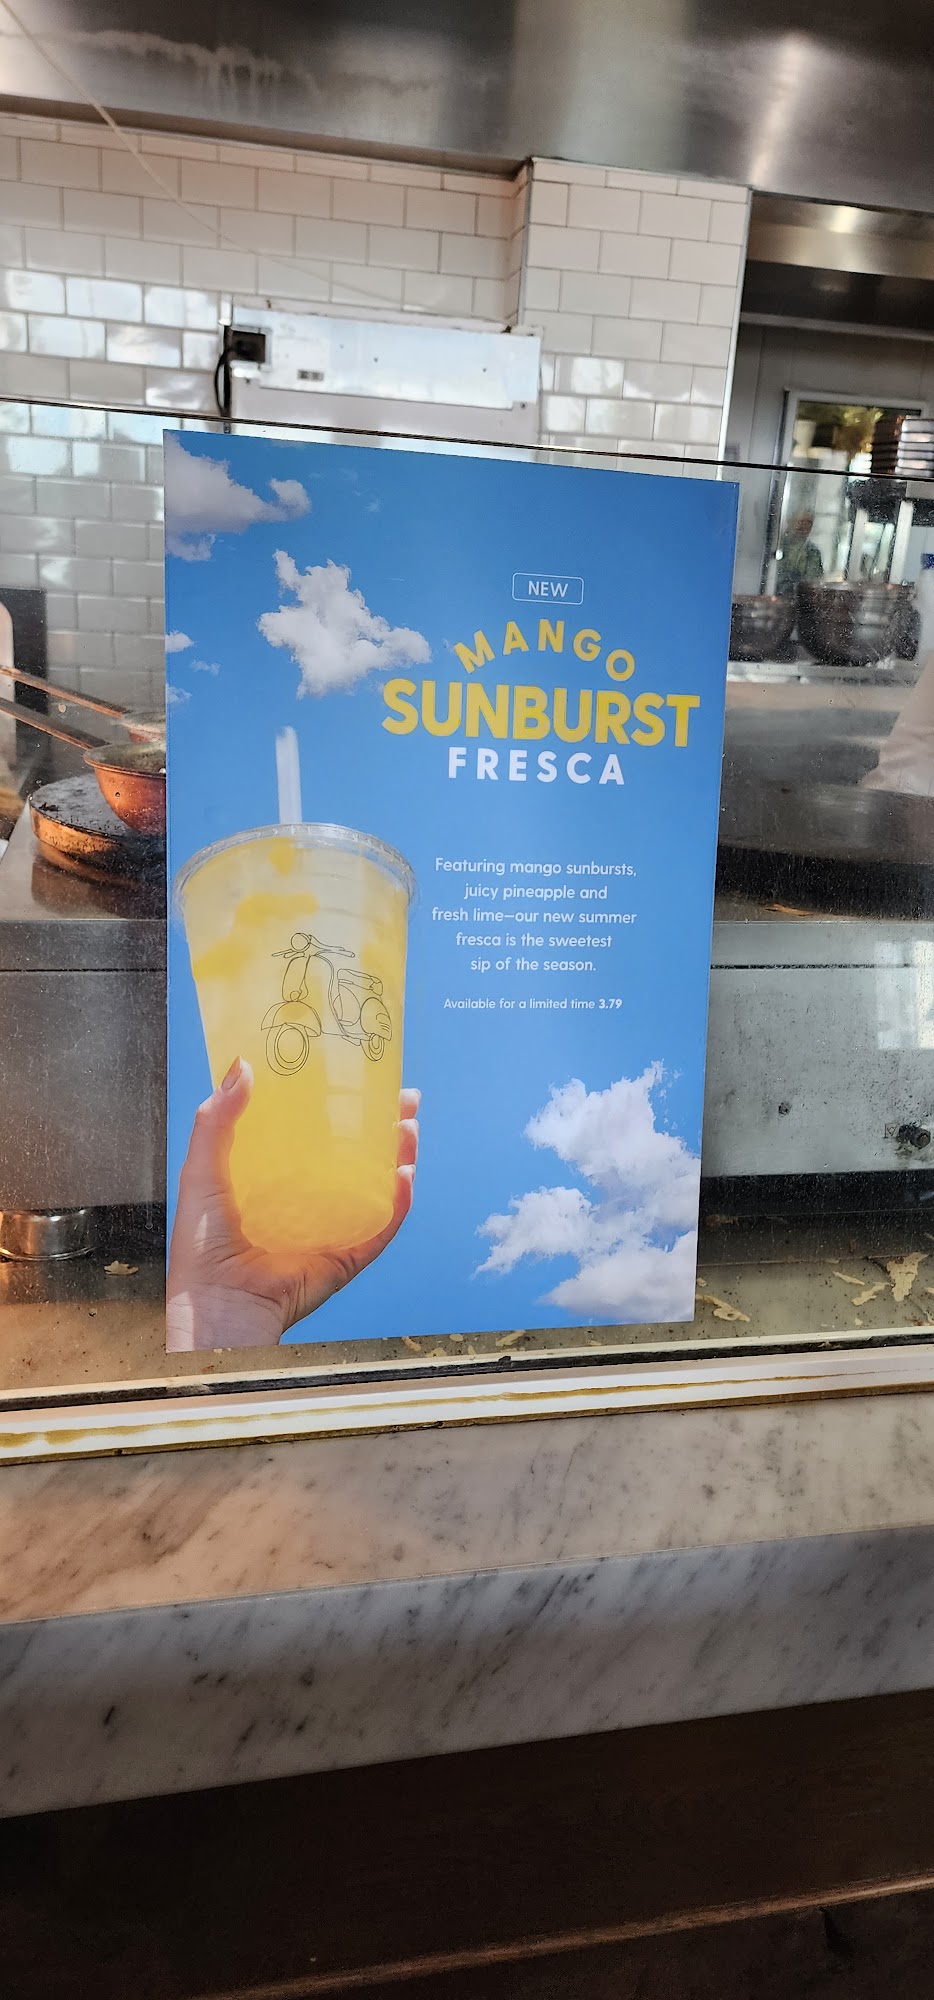 NEW
MANGO
SUNBURST
FRESCA
Featuring mango sunbursts,
juicy pineapple and
fresh lime—our new summer
fresca is the sweetest
sip of the season.
Available for a limited time 3.79